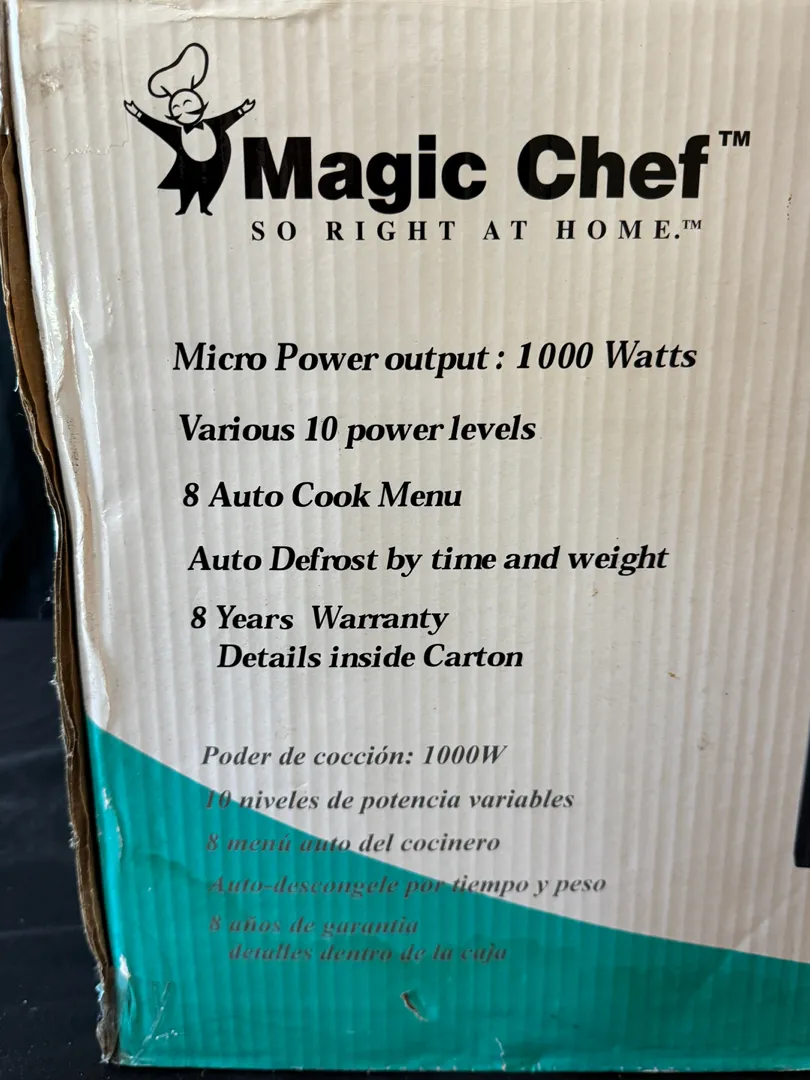 Magic Chef™
SO RIGHT AT HOME.™
Micro Power output : 1000 Watts
Various 10 power levels
8 Auto Cook Menu
Auto Defrost by time and weight
8 Years Warranty
Details inside Carton
Poder de cocción: 1000W
10 niveles de potencia variables
8 menú auto del cocinero
Auto-descongele por tiempo y peso
8 años de garantia
detalles dentro de la caja